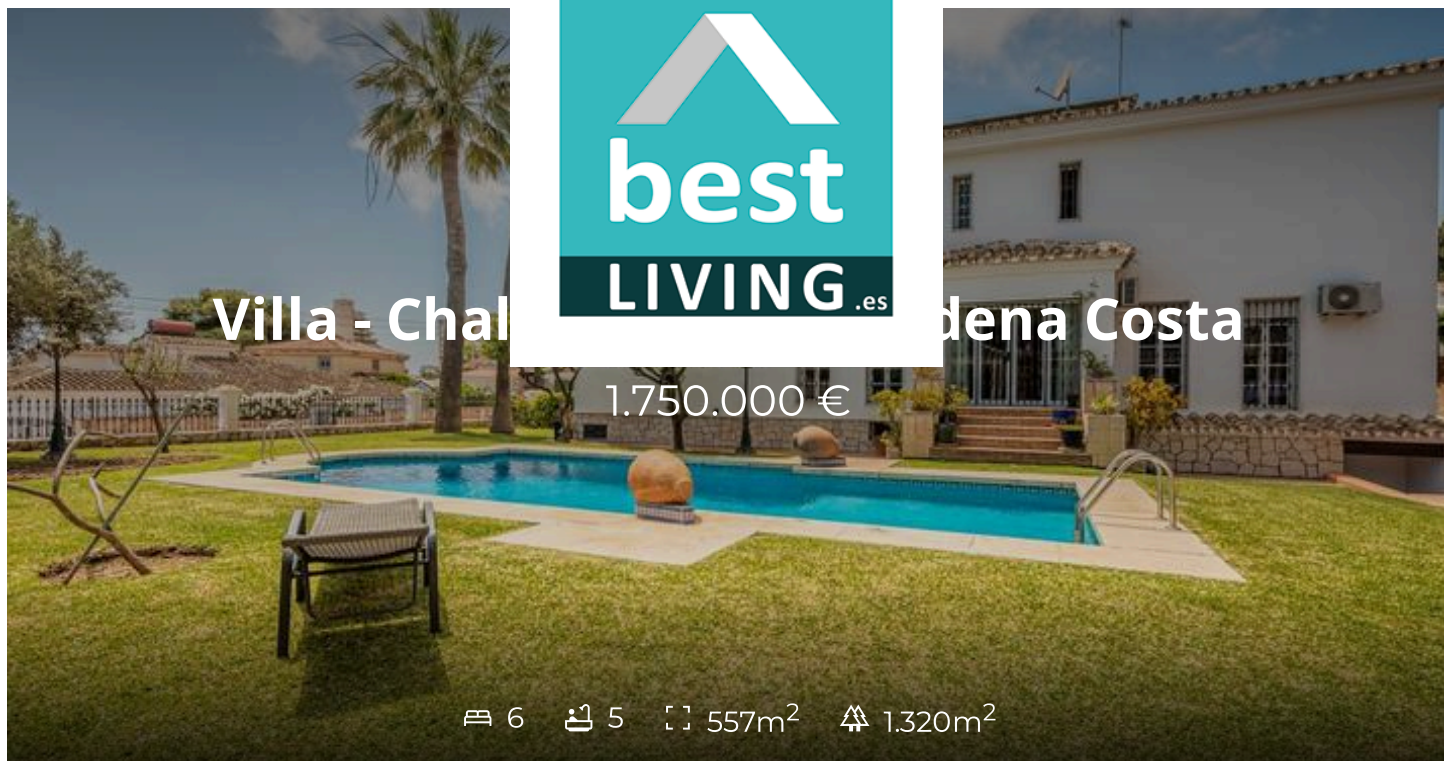 best
LIVING.es
Villa - Chal dena Costa
1.750.000 €
6 5 557m² 1.320m²